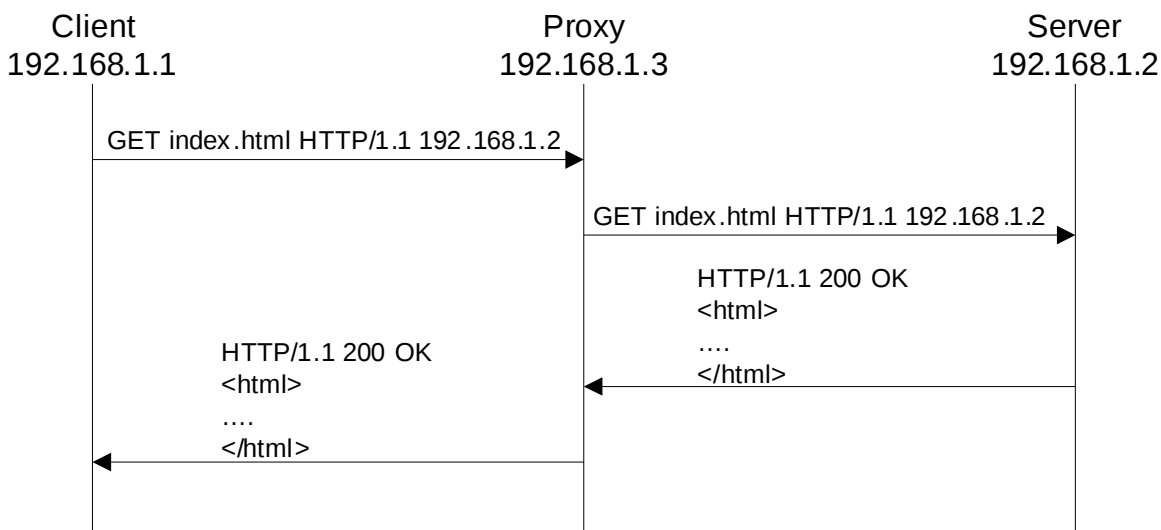 Client
192.168.1.1
Proxy
192.168.1.3
Server
192.168.1.2
GET index.html HTTP/1.1 192.168.1.2
GET index.html HTTP/1.1 192.168.1.2
HTTP/1.1 200 OK
<html>
....
</html>
HTTP/1.1 200 OK
<html>
....
</html>